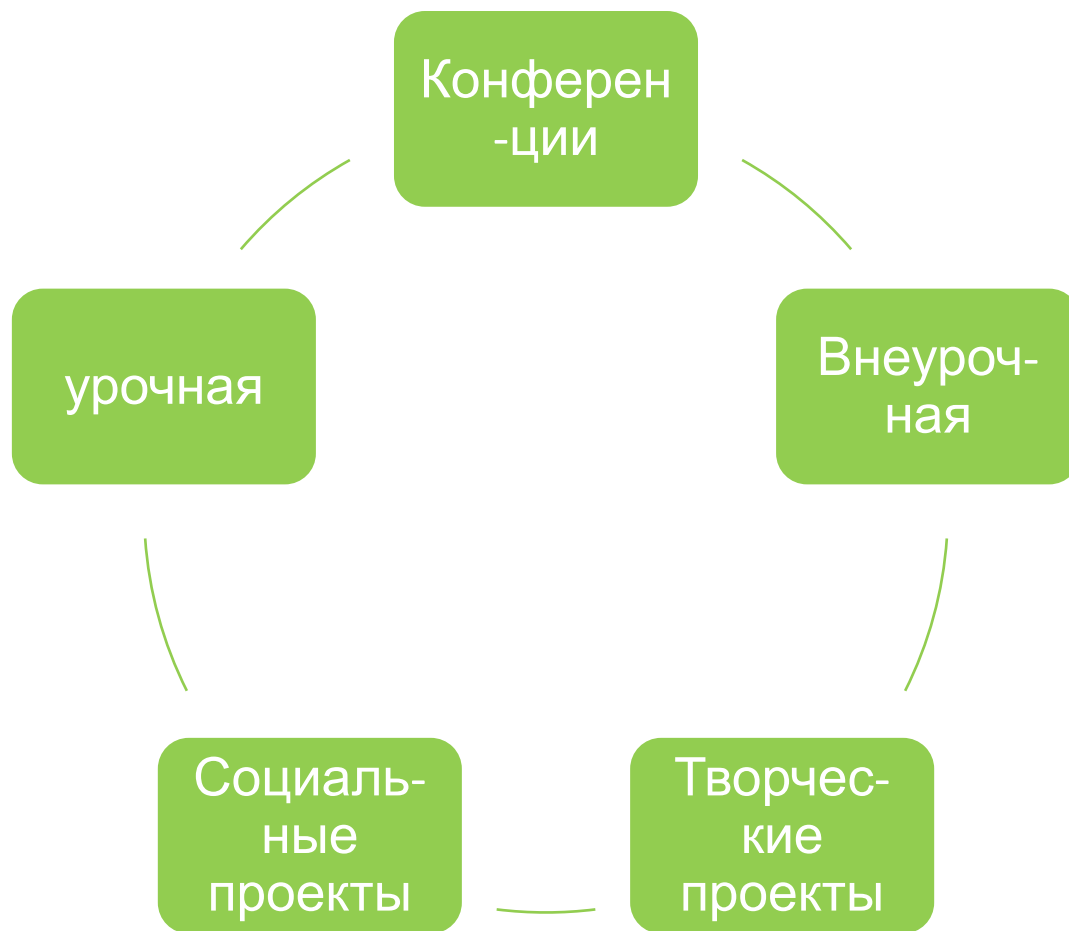 Конферен
-ции
урочная
Внеуроч-
ная
Социаль-
ные
проекты
Творчес-
кие
проекты